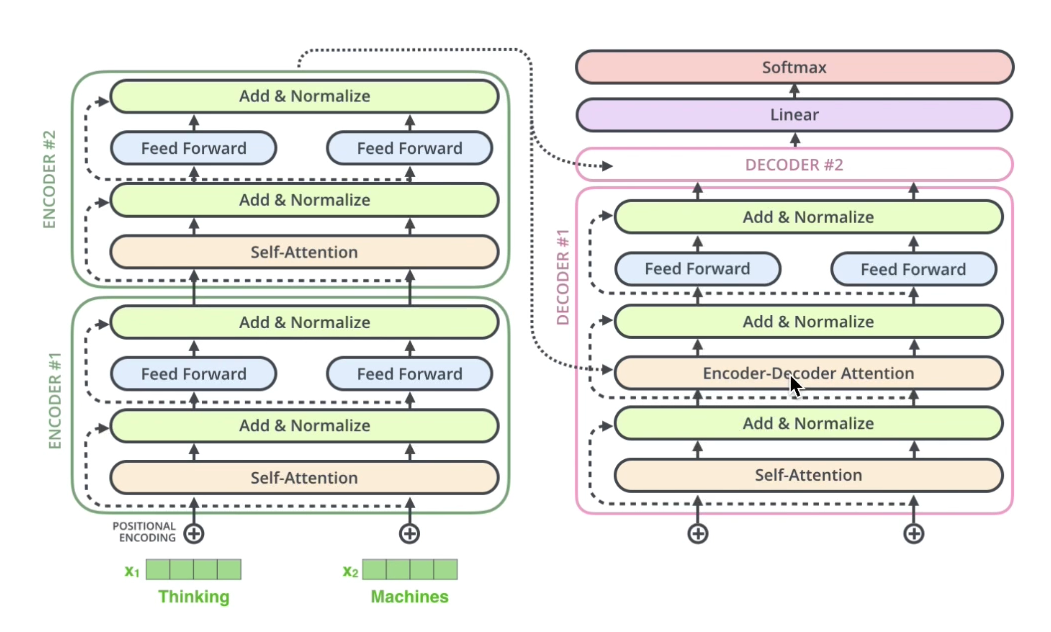 ENCODER #2
Add & Normalize
Feed Forward Feed Forward
Add & Normalize
Self-Attention
ENCODER #1
Add & Normalize
Feed Forward Feed Forward
Add & Normalize
Self-Attention
POSITIONAL
ENCODING
x1 x2
Thinking Machines
Softmax
Linear
DECODER #2
DECODER #1
Add & Normalize
Feed Forward Feed Forward
Add & Normalize
Encoder-Decoder Attention
Add & Normalize
Self-Attention